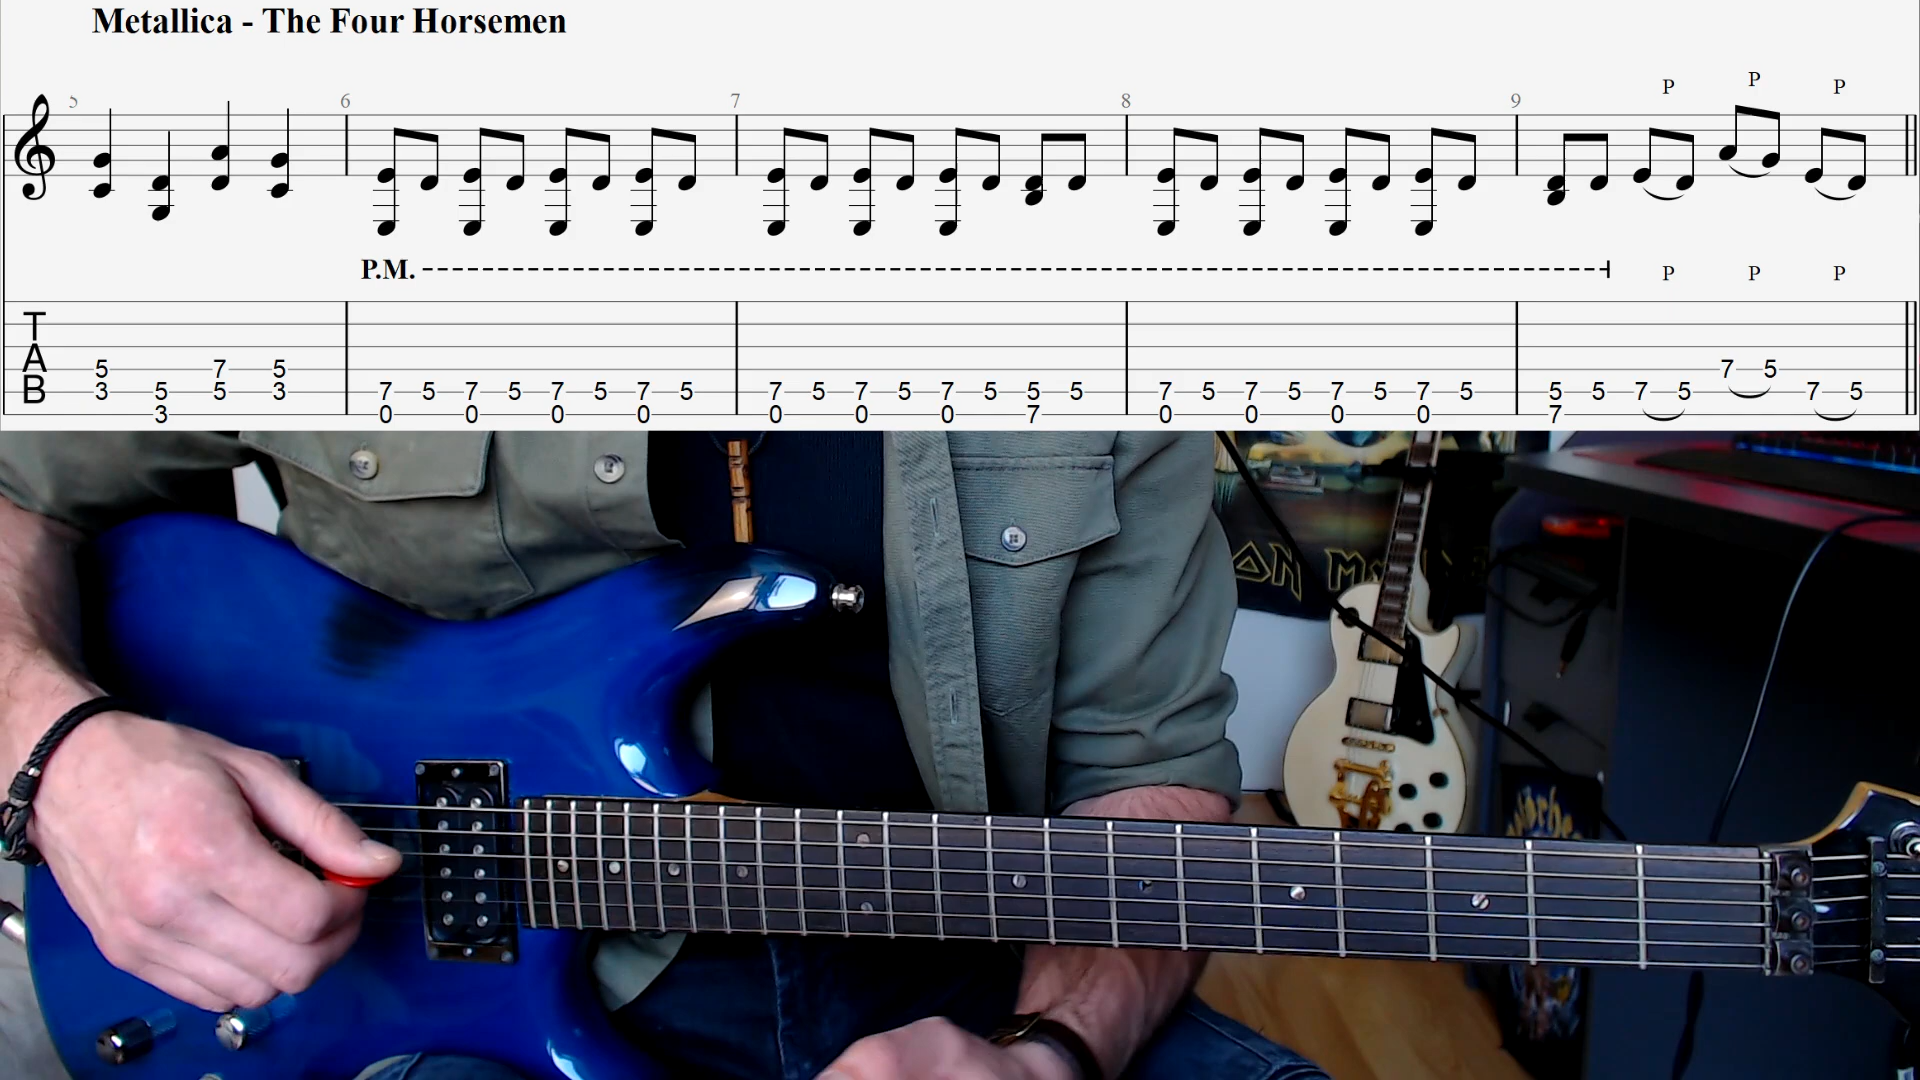 Metallica - The Four Horsemen
5 6 7 8 9
P P P
P.M. P P P
T
A
B
5 7 5 7 5
3 5 5 3 7 5 7 5 7 5 7 5 7 5 7 5 7 5 5 5 7 5 7 5 7 5 7 5 5 5 7 5 7 5
3 0 0 0 0 0 0 0 7 0 0 0 0 7
ON M